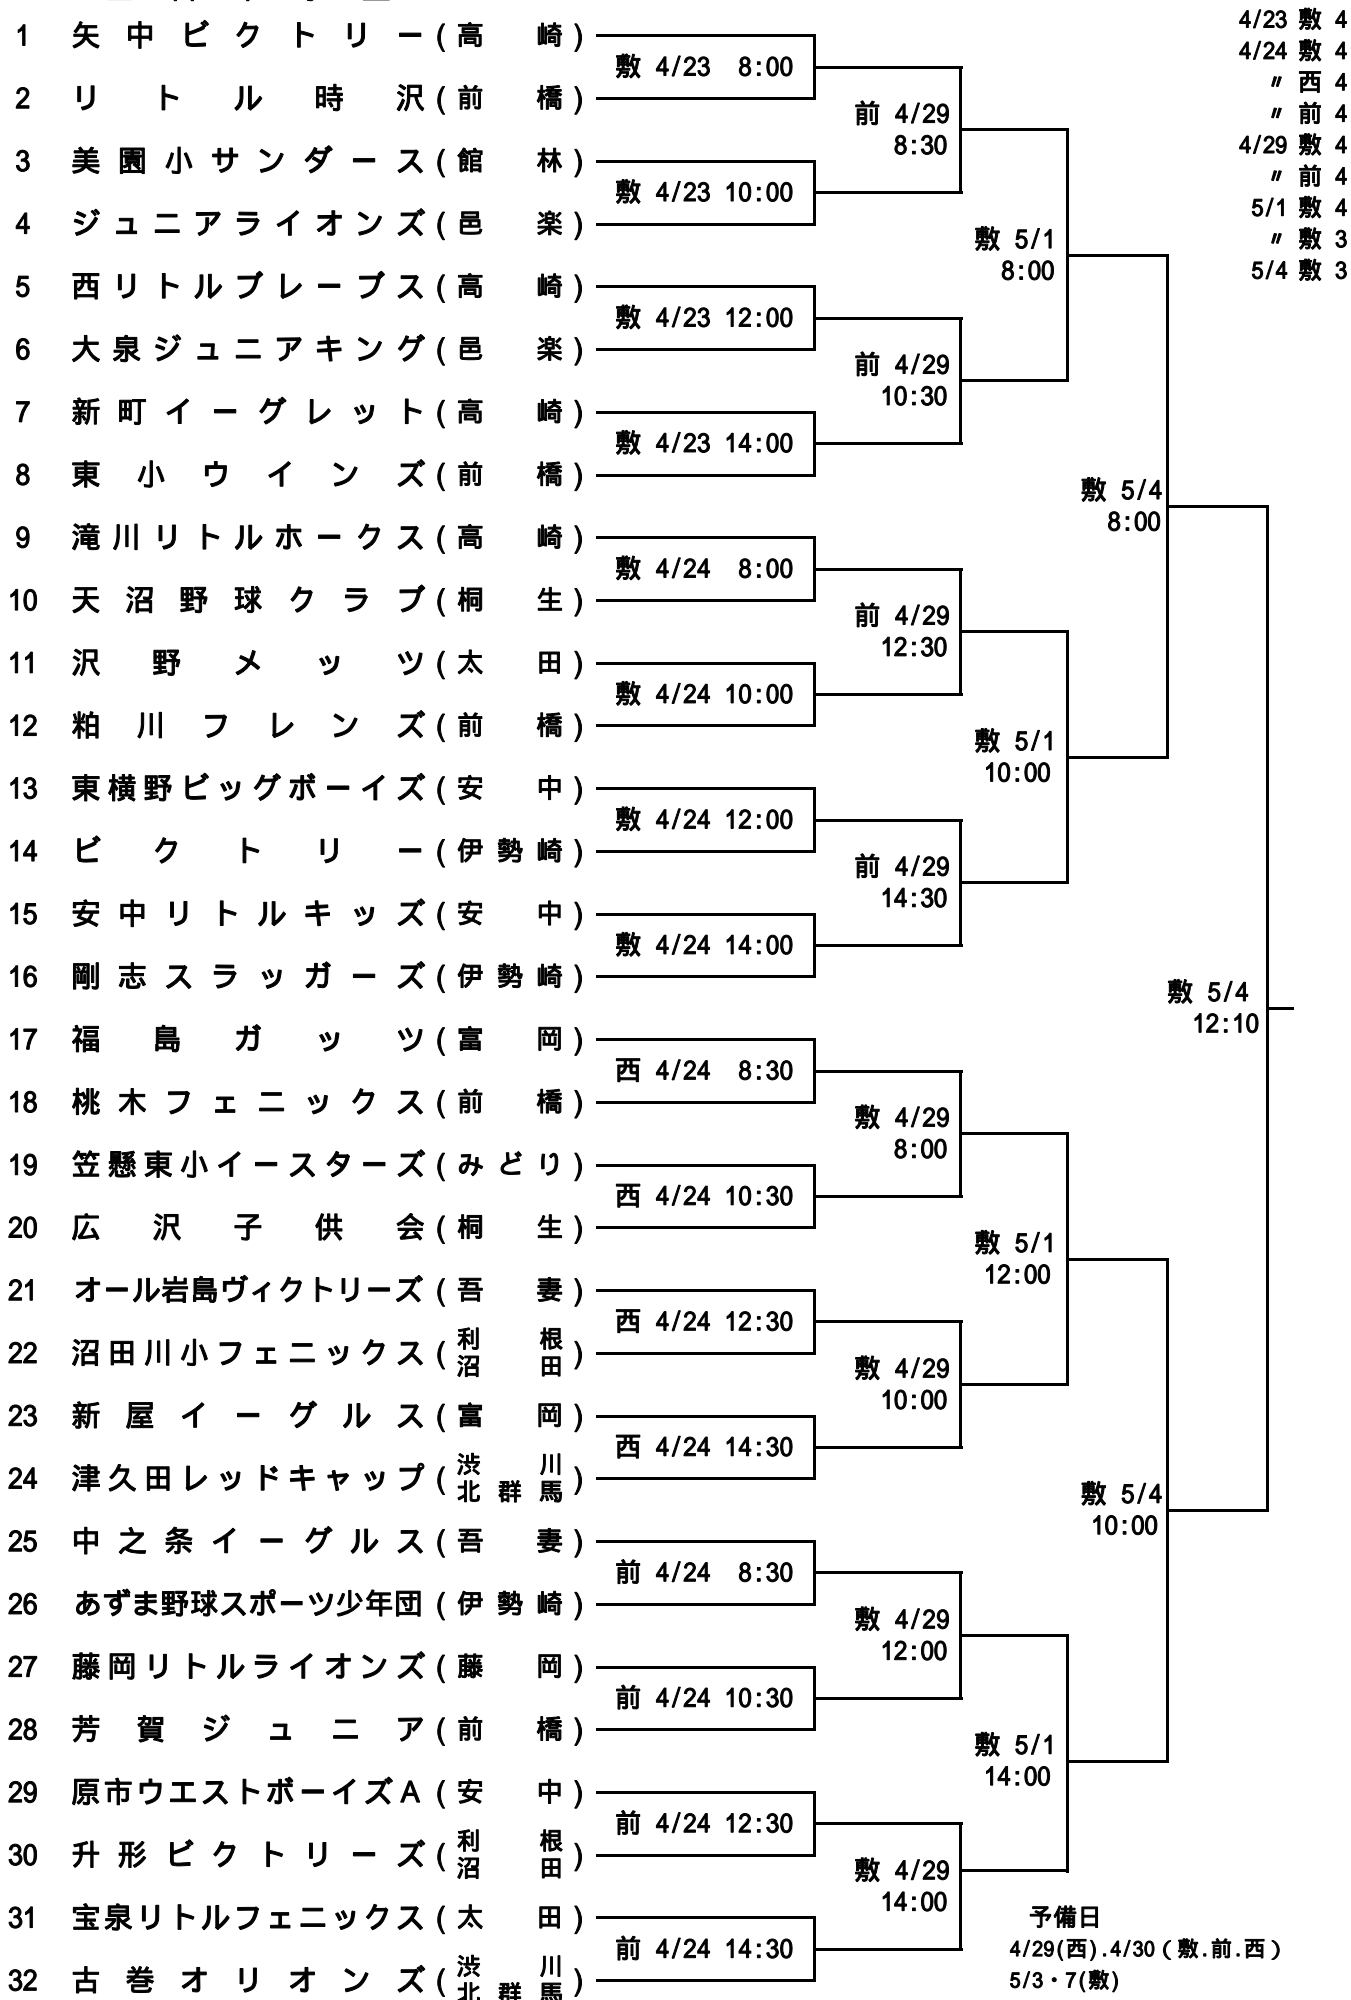 1 矢中ビクトリー(高崎)
敷 4/23 8:00
2 リトル時沢(前橋)
前 4/29
8:30
3 美園小サンダース(館林)
敷 4/23 10:00
4 ジュニアライオンズ(邑楽)
敷 5/1
8:00
5 西リトルブレーブス(高崎)
敷 4/23 12:00
6 大泉ジュニアキング(邑楽)
前 4/29
10:30
7 新町イーグレット(高崎)
敷 4/23 14:00
8 東小ウインズ(前橋)
敷 5/4
8:00
9 滝川リトルホークス(高崎)
敷 4/24 8:00
10 天沼野球クラブ(桐生)
前 4/29
12:30
11 沢野メッツ(太田)
敷 4/24 10:00
12 粕川フレンズ(前橋)
敷 5/1
10:00
13 東横野ビッグボーイズ(安中)
敷 4/24 12:00
14 ビクトリー(伊勢崎)
前 4/29
14:30
15 安中リトルキッズ(安中)
敷 4/24 14:00
16 剛志スラッガーズ(伊勢崎)
敷 5/4
12:10
17 福島ガッツ(富岡)
西 4/24 8:30
18 桃木フェニックス(前橋)
敷 4/29
8:00
19 笠懸東小イースターズ(みどり)
西 4/24 10:30
20 広沢子供会(桐生)
敷 5/1
12:00
21 オール岩島ヴィクトリーズ(吾妻)
西 4/24 12:30
22 沼田川小フェニックス(利根沼田)
敷 4/29
10:00
23 新屋イーグルス(富岡)
西 4/24 14:30
24 津久田レッドキャップ(渋川北群馬)
敷 5/4
10:00
25 中之条イーグルス(吾妻)
前 4/24 8:30
26 あずま野球スポーツ少年団(伊勢崎)
敷 4/29
12:00
27 藤岡リトルライオンズ(藤岡)
前 4/24 10:30
28 芳賀ジュニア(前橋)
敷 5/1
14:00
29 原市ウエストボーイズA(安中)
前 4/24 12:30
30 升形ビクトリーズ(利根沼田)
敷 4/29
14:00
31 宝泉リトルフェニックス(太田)
前 4/24 14:30
32 古巻オリオンズ(渋川北群馬)
4/23 敷 4
4/24 敷 4
〃 西 4
〃 前 4
4/29 敷 4
〃 前 4
5/1 敷 4
〃 敷 3
5/4 敷 3
予備日
4/29(西).4/30(敷.前.西)
5/3・7(敷)